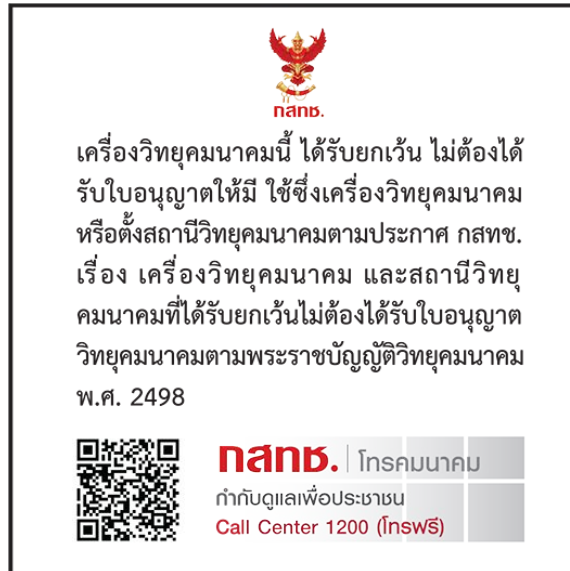 กสทช.
เครื่องวิทยุคมนาคมนี้ ได้รับยกเว้น ไม่ต้องได้
รับใบอนุญาตให้มี ใช้ซึ่งเครื่องวิทยุคมนาคม
หรือตั้งสถานีวิทยุคมนาคมตามประกาศ กสทช.
เรื่อง เครื่องวิทยุคมนาคม และสถานีวิทยุ
คมนาคมที่ได้รับยกเว้นไม่ต้องได้รับใบอนุญาต
วิทยุคมนาคมตามพระราชบัญญัติวิทยุคมนาคม
พ.ศ. 2498
กสทช. | โทรคมนาคม
กำกับดูแลเพื่อประชาชน
Call Center 1200 (โทรฟรี)